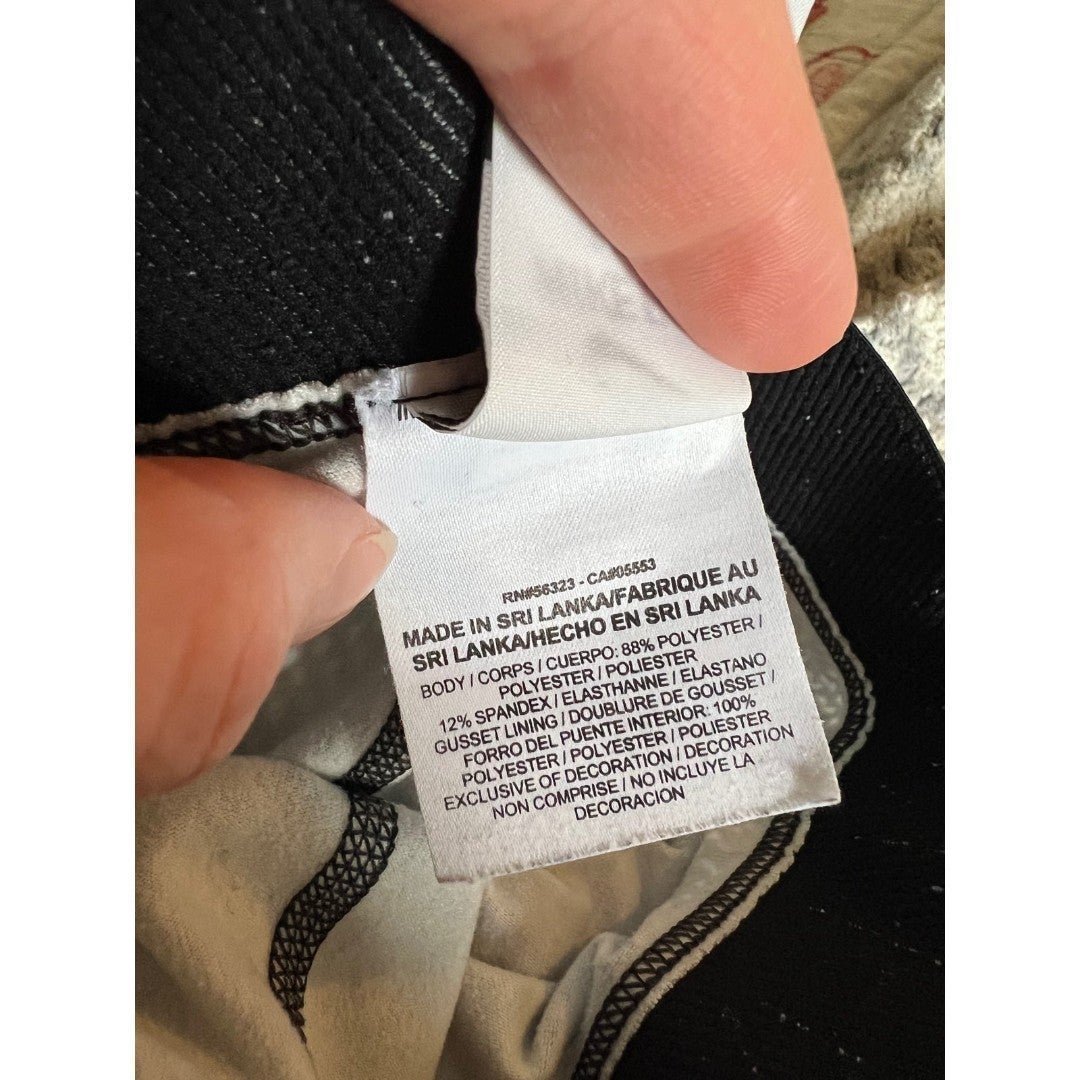 RN#56323 - CA#05553
MADE IN SRI LANKA/FABRIQUE AU
SRI LANKA/HECHO EN SRI LANKA
BODY / CORPS / CUERPO: 88% POLYESTER /
POLYESTER / POLIESTER
12% SPANDEX / ELASTHANNE / ELASTANO
GUSSET LINING / DOUBLURE DE GOUSSET /
FORRO DEL PUENTE INTERIOR: 100%
POLYESTER / POLYESTER / POLIESTER
EXCLUSIVE OF DECORATION / DECORATION
NON COMPRISE / NO INCLUYE LA
DECORACION